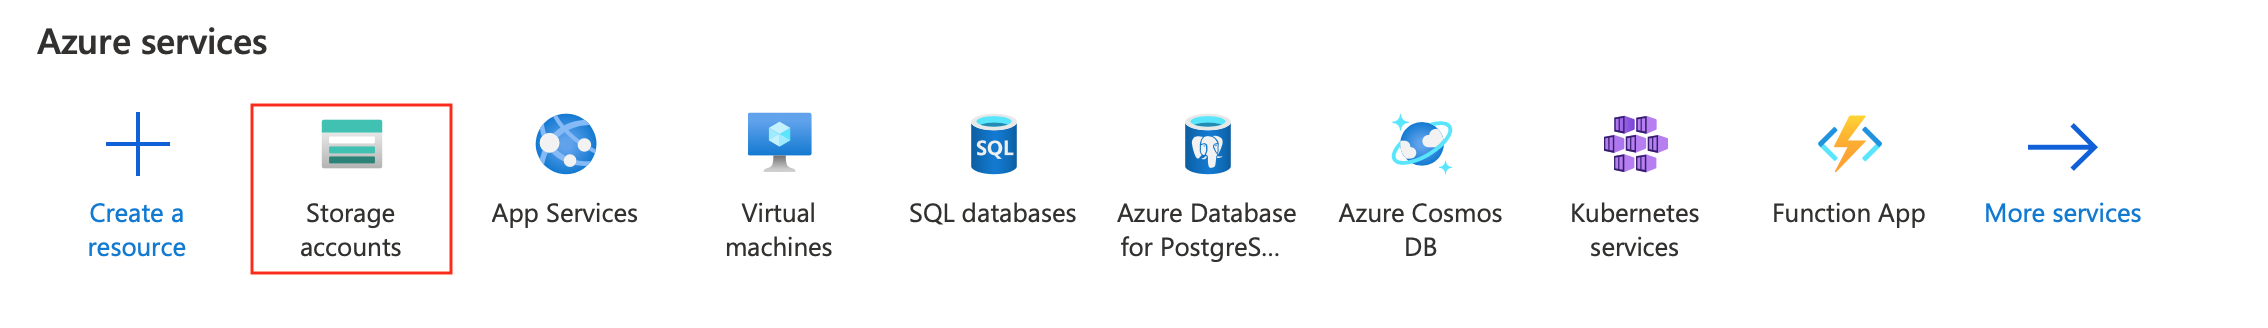 Azure services
SQL
Create a
resource
Storage
accounts
App Services
Virtual
machines
SQL databases
Azure Database
for PostgreS...
Azure Cosmos
DB
Kubernetes
services
Function App
More services